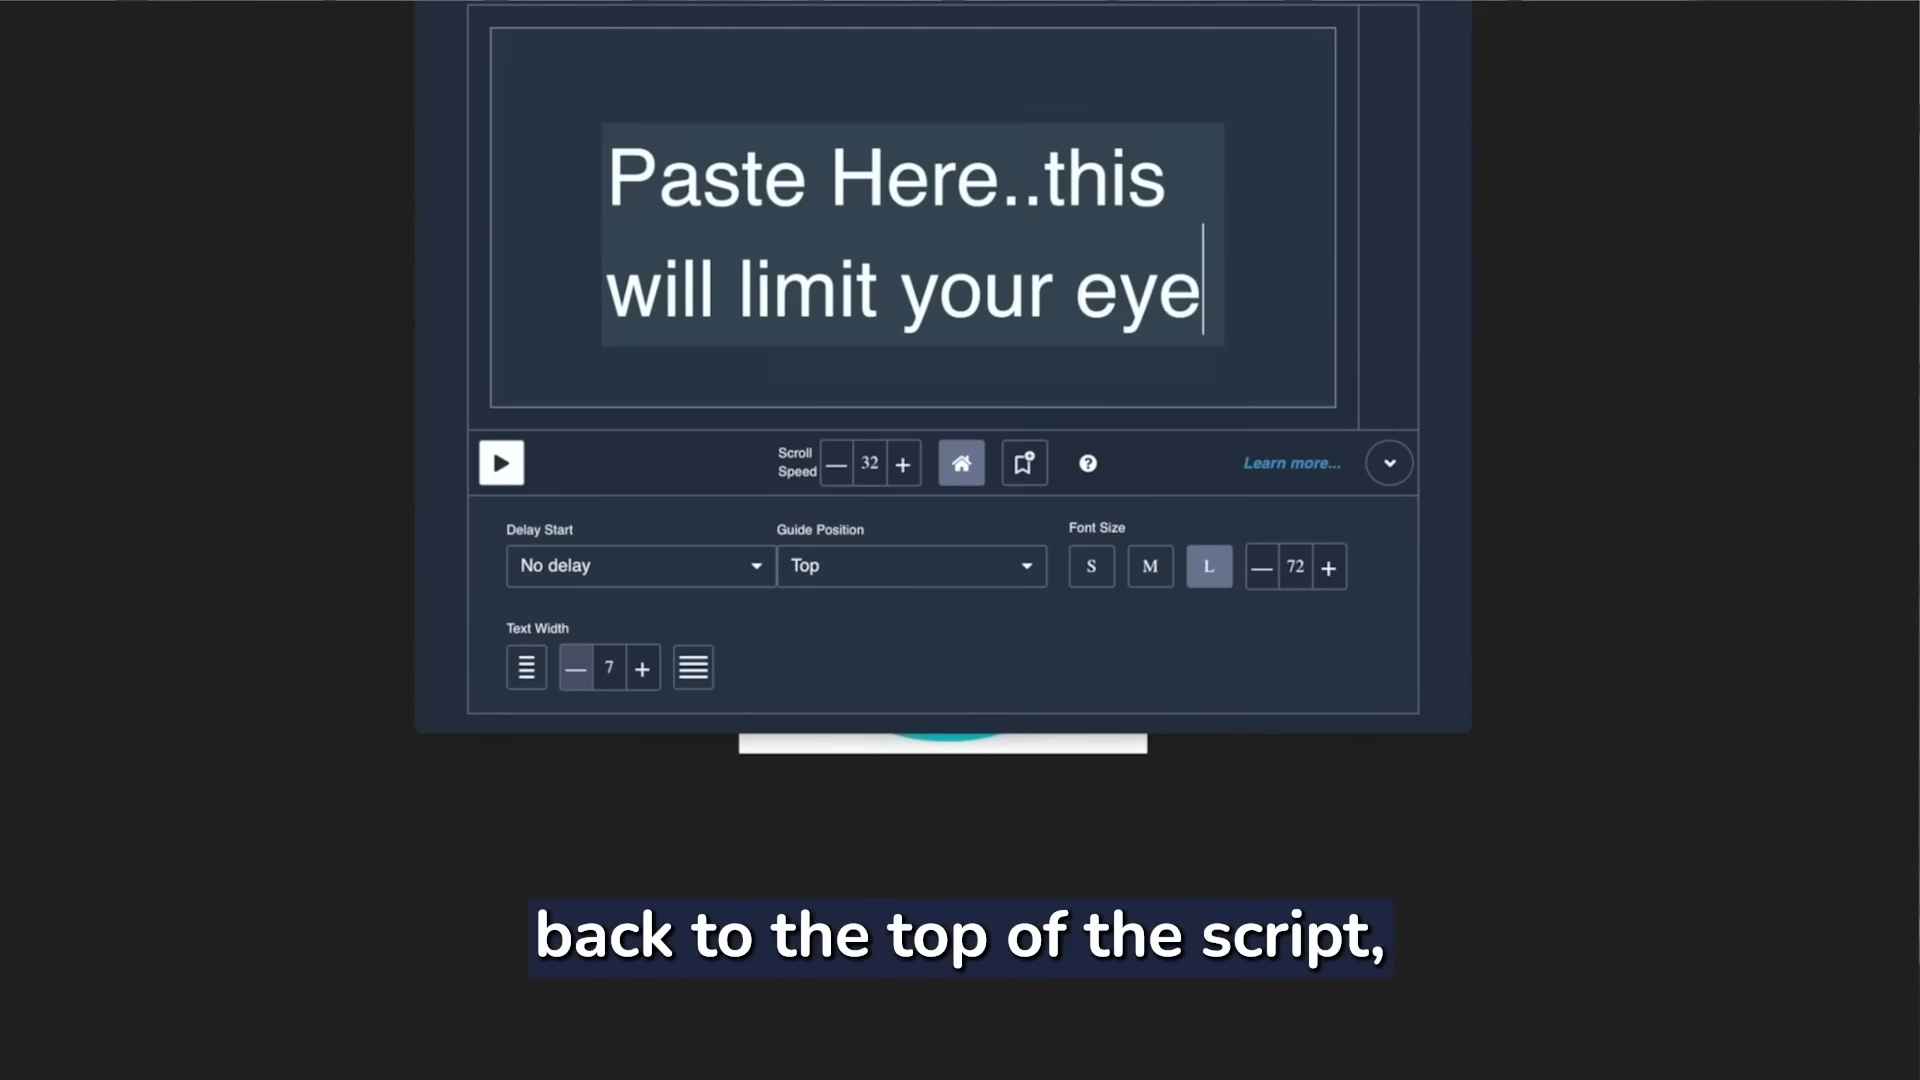 Paste Here..this
will limit your eye
Scroll
Speed
32
Learn more...
Delay Start
Guide Position
Font Size
No delay
Top
S
M
L
72
Text Width
7
back to the top of the script,